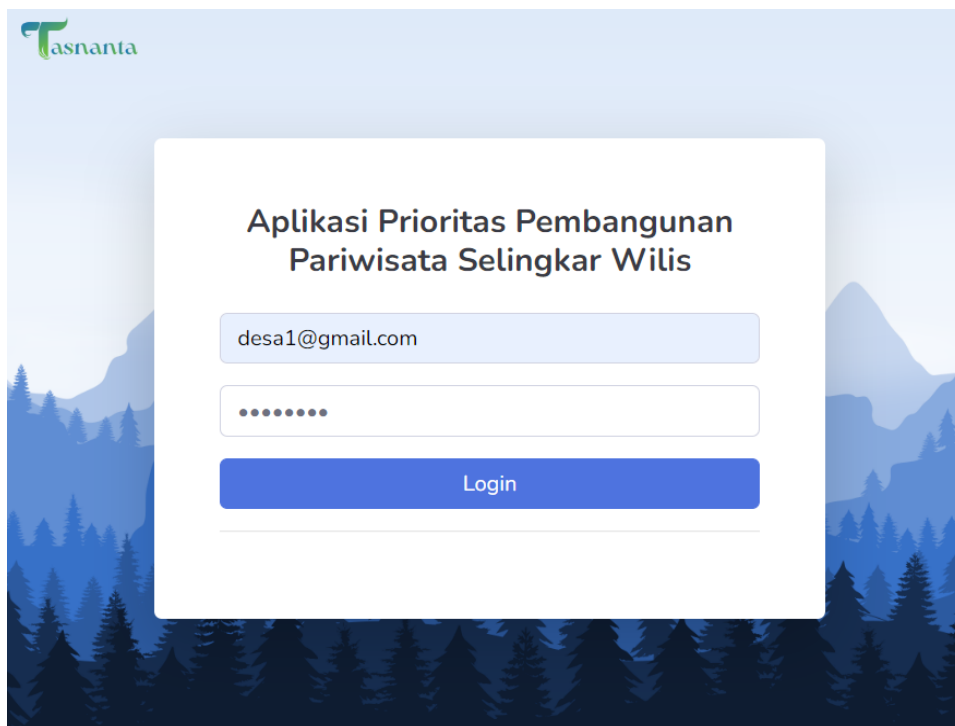 Tasnanta
Aplikasi Prioritas Pembangunan
Pariwisata Selingkar Wilis
desa1@gmail.com
••••••••
Login